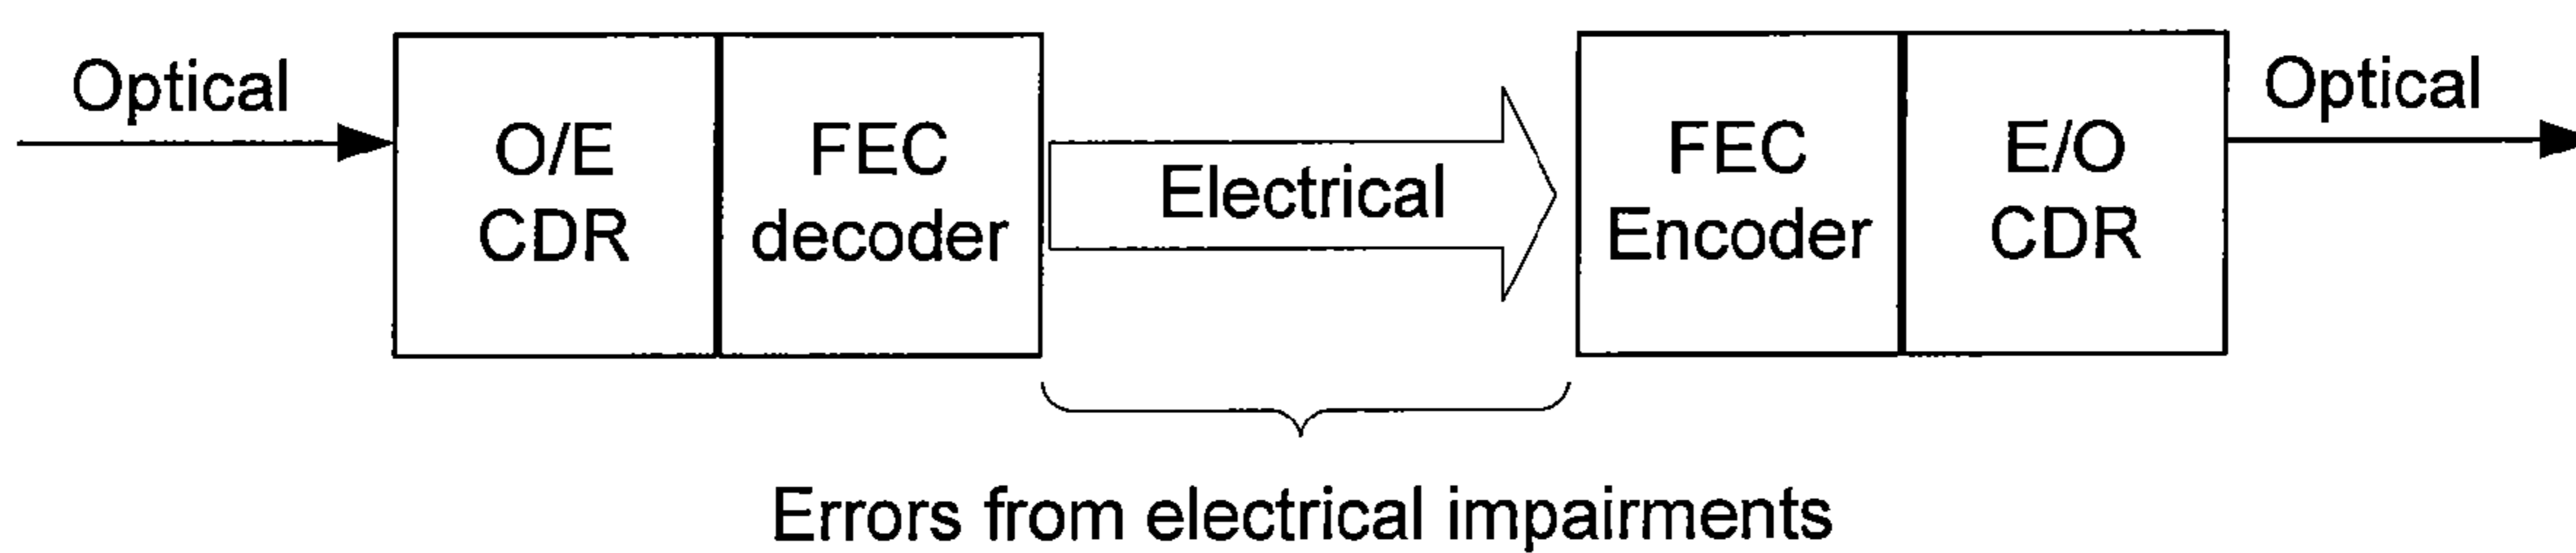 Optical
O/E
CDR
FEC
decoder
Electrical
FEC
Encoder
E/O
CDR
Optical
Errors from electrical impairments